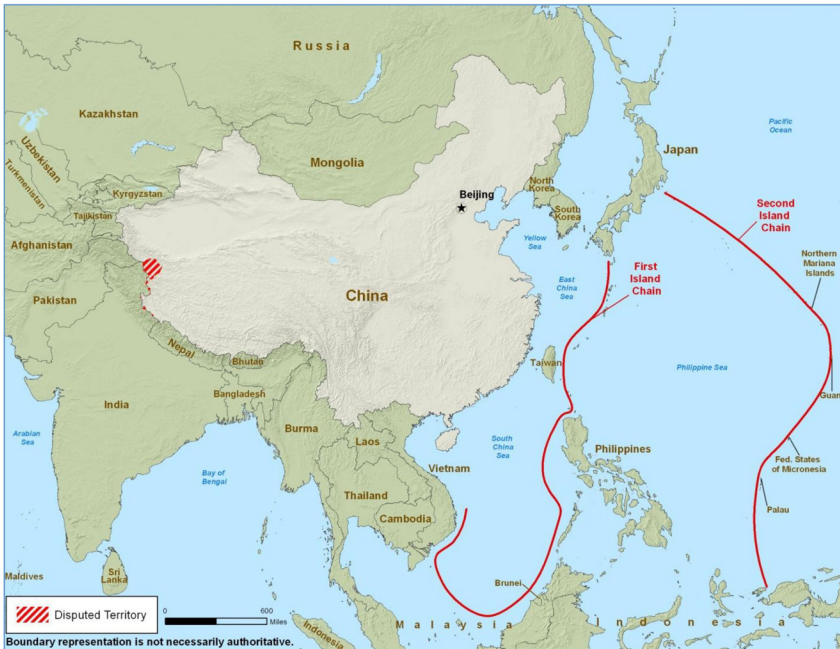 Russia
Kazakhstan
Mongolia
Uzbekistan
Turkmenistan
Kyrgyzstan
Tajikistan
Afghanistan
Pakistan
Beijing
North
Korea
South
Korea
Japan
Pacific
Ocean
Yellow
Sea
East
China
Sea
First
Island
Chain
Second
Island
Chain
Northern
Mariana
Islands
China
Nepal
Bhutan
Bangladesh
India
Burma
Taiwan
Philippine Sea
Guam
Arabian
Sea
Bay of
Bengal
Laos
Vietnam
Thailand
Cambodia
South
China
Sea
Philippines
Fed. States
of Micronesia
Palau
Sri
Lanka
Maldives
Brunei
Malaysia
Indonesia
Indonesia
Disputed Territory
0 600
Miles
Boundary representation is not necessarily authoritative.